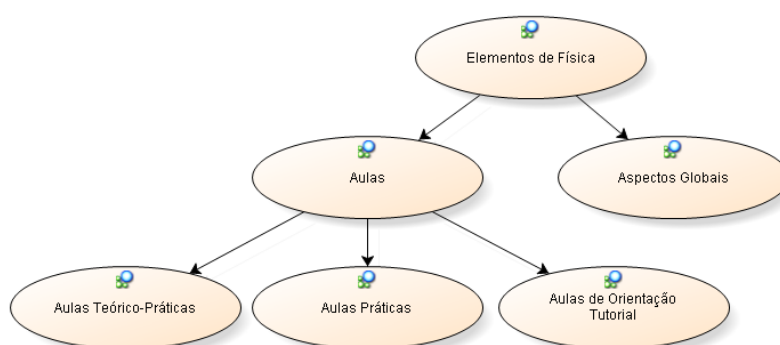 Elementos de Física
Aulas
Aspectos Globais
Aulas Teórico-Práticas
Aulas Práticas
Aulas de Orientação
Tutorial